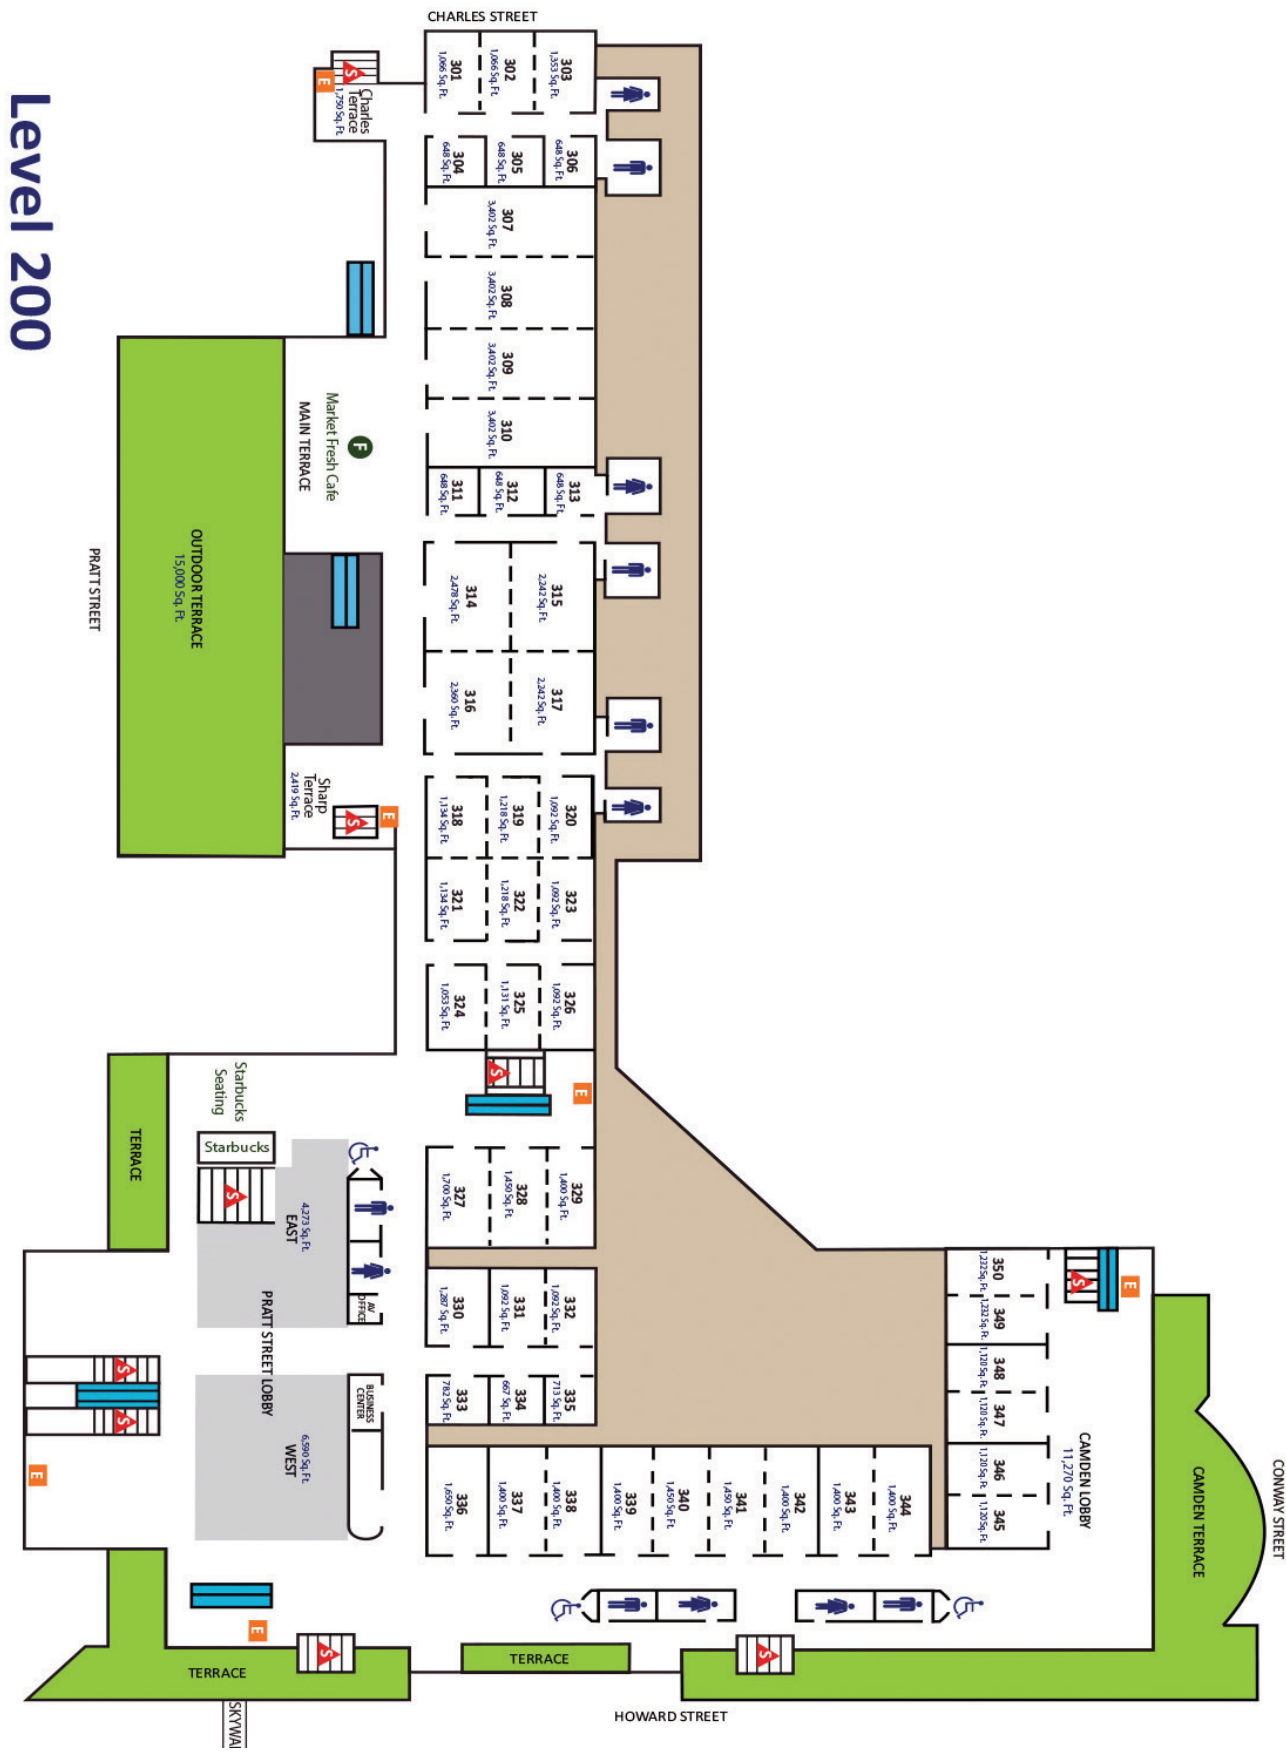 Level 200
CHARLES STREET
301
1,066 Sq. Ft.
302
1,066 Sq. Ft.
303
1,353 Sq. Ft.
S
E
Charles
Terrace
1,750 Sq. Ft.
304
648 Sq. Ft.
305
648 Sq. Ft.
306
648 Sq. Ft.
307
3,402 Sq. Ft.
308
3,402 Sq. Ft.
309
3,402 Sq. Ft.
310
3,402 Sq. Ft.
F
Market Fresh Cafe
MAIN TERRACE
311
648 Sq. Ft.
312
648 Sq. Ft.
313
648 Sq. Ft.
OUTDOOR TERRACE
15,000 Sq. Ft.
PRATT STREET
314
2,478 Sq. Ft.
315
2,242 Sq. Ft.
316
2,360 Sq. Ft.
317
2,242 Sq. Ft.
Sharp
Terrace
2,419 Sq. Ft.
S
E
318
1,134 Sq. Ft.
319
1,218 Sq. Ft.
320
1,092 Sq. Ft.
321
1,134 Sq. Ft.
322
1,218 Sq. Ft.
323
1,092 Sq. Ft.
324
1,053 Sq. Ft.
325
1,131 Sq. Ft.
326
1,092 Sq. Ft.
S
E
Starbucks
Seating
Starbucks
S
TERRACE
327
1,700 Sq. Ft.
328
1,450 Sq. Ft.
329
1,400 Sq. Ft.
EAST
4,273 Sq. Ft.
AV
OFFICE
PRATT STREET LOBBY
330
1,287 Sq. Ft.
331
1,092 Sq. Ft.
332
1,092 Sq. Ft.
333
782 Sq. Ft.
334
667 Sq. Ft.
335
713 Sq. Ft.
BUSINESS
CENTER
WEST
6,590 Sq. Ft.
S
S
E
336
1,650 Sq. Ft.
337
1,400 Sq. Ft.
338
1,400 Sq. Ft.
339
1,400 Sq. Ft.
340
1,450 Sq. Ft.
341
1,450 Sq. Ft.
342
1,400 Sq. Ft.
343
1,400 Sq. Ft.
344
1,400 Sq. Ft.
350
1,232 Sq. Ft.
349
1,232 Sq. Ft.
348
1,120 Sq. Ft.
347
1,120 Sq. Ft.
346
1,120 Sq. Ft.
345
1,120 Sq. Ft.
S
E
CAMDEN LOBBY
11,270 Sq. Ft.
CAMDEN TERRACE
CONWAY STREET
E
S
S
TERRACE
TERRACE
SKYWA
HOWARD STREET